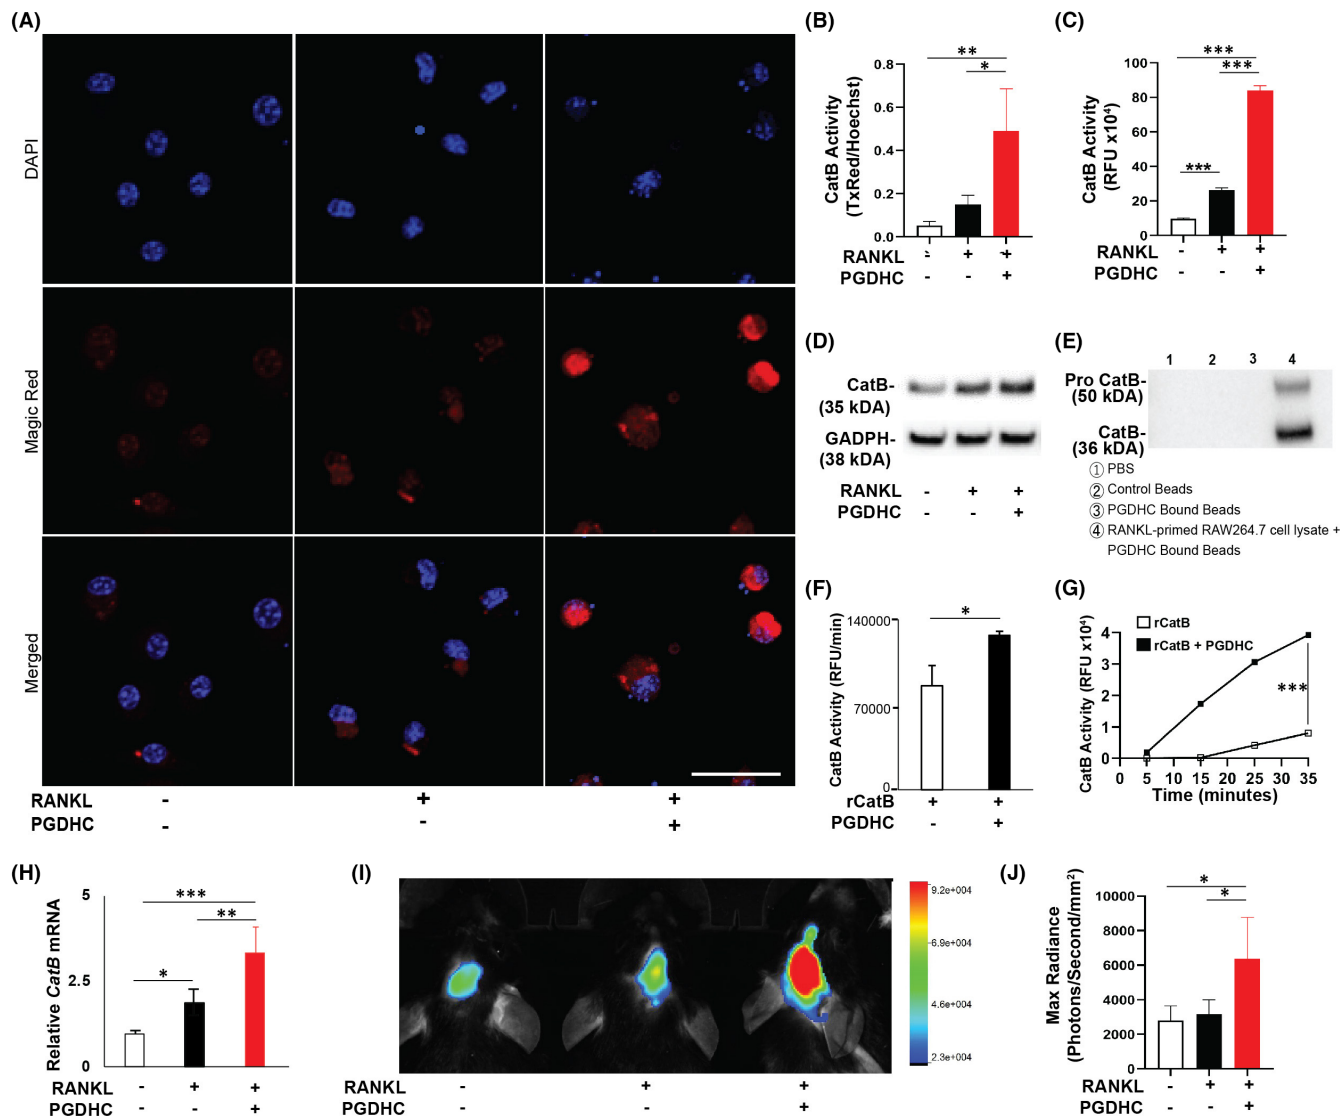 (A)
DAPI
Magic Red
Merged
RANKL - + +
PGDHC - - +
(B)
CatB Activity
(TxRed/Hoechst)
0.8
0.6
0.4
0.2
0.0
**
*
RANKL - + +
PGDHC - - +
(C)
CatB Activity
(RFU x10⁴)
100
80
60
40
20
0
***
***
***
RANKL - + +
PGDHC - - +
(D)
CatB-
(35 kDA)
GADPH-
(38 kDA)
RANKL - + +
PGDHC - - +
(E)
1 2 3 4
Pro CatB-
(50 kDA)
CatB-
(36 kDA)
① PBS
② Control Beads
③ PGDHC Bound Beads
④ RANKL-primed RAW264.7 cell lysate +
PGDHC Bound Beads
(F)
CatB Activity (RFU/min)
140000
70000
0
*
rCatB + +
PGDHC - +
(G)
CatB Activity (RFU x10⁴)
rCatB
rCatB + PGDHC
4
3
2
1
0
***
0 5 15 25 35
Time (minutes)
(H)
Relative CatB mRNA
5
2.5
0
***
**
*
RANKL - + +
PGDHC - - +
(I)
9.2e+004
6.9e+004
4.6e+004
2.3e+004
RANKL - + +
PGDHC - - +
(J)
Max Radiance
(Photons/Second/mm²)
10000
8000
6000
4000
2000
0
*
*
RANKL - + +
PGDHC - - +